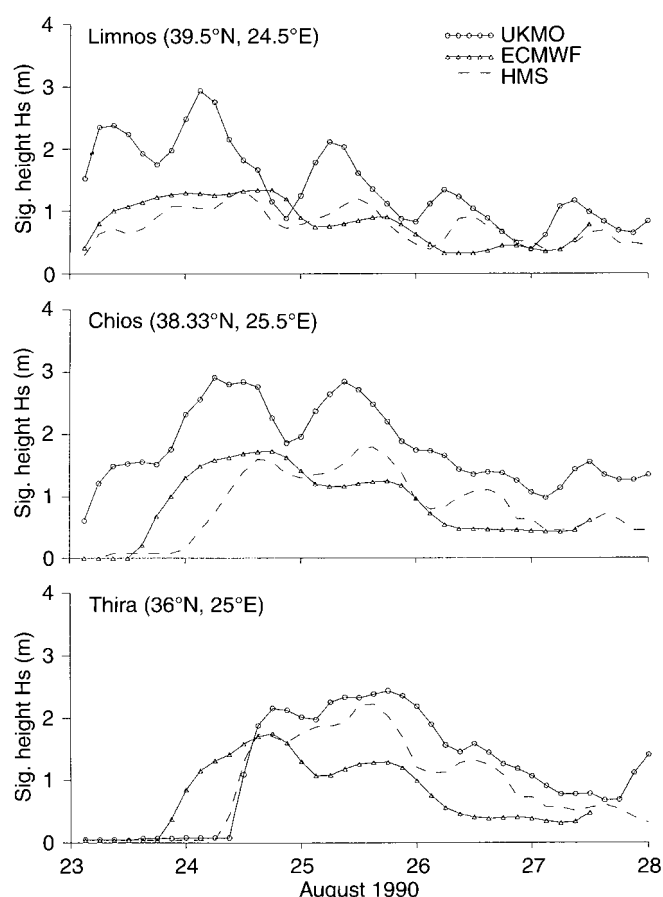 Limnos (39.5°N, 24.5°E)
UKMO
ECMWF
HMS
Sig. height Hs (m)
4
3
2
1
0
Chios (38.33°N, 25.5°E)
Sig. height Hs (m)
4
3
2
1
0
Thira (36°N, 25°E)
Sig. height Hs (m)
4
3
2
1
0
23
24
25
26
27
28
August 1990